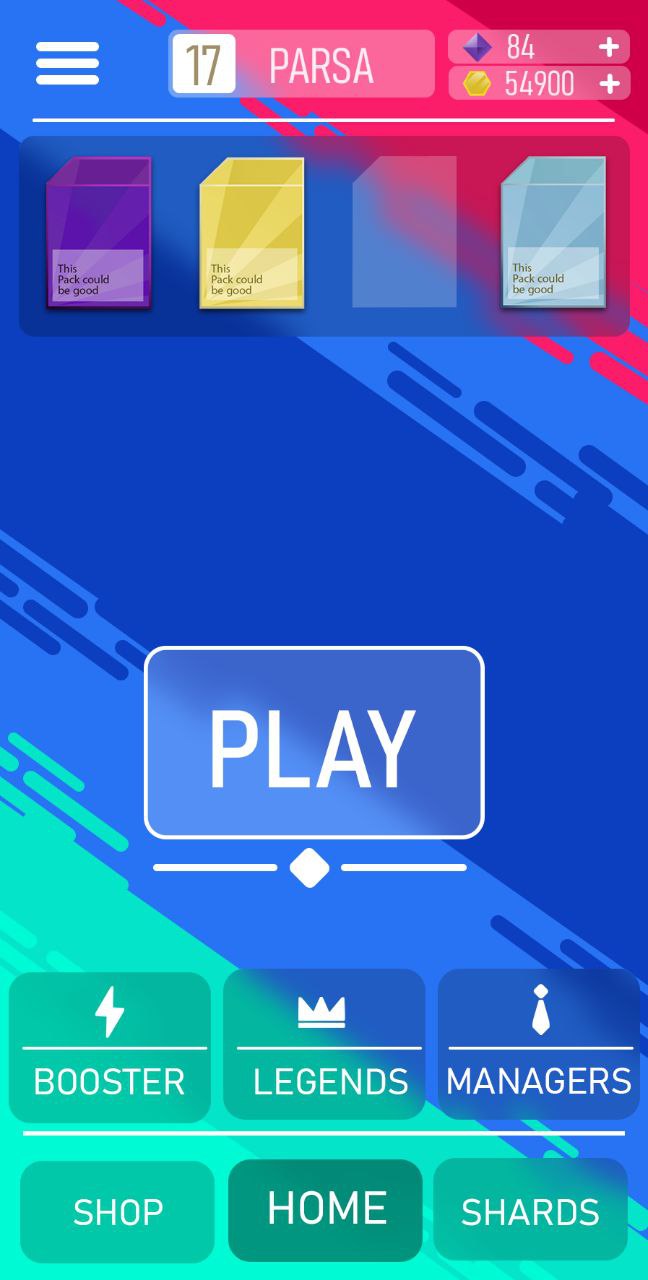 17 PARSA
84 +
54900 +
This
Pack could
be good
This
Pack could
be good
This
Pack could
be good
PLAY
BOOSTER
LEGENDS
MANAGERS
SHOP
HOME
SHARDS